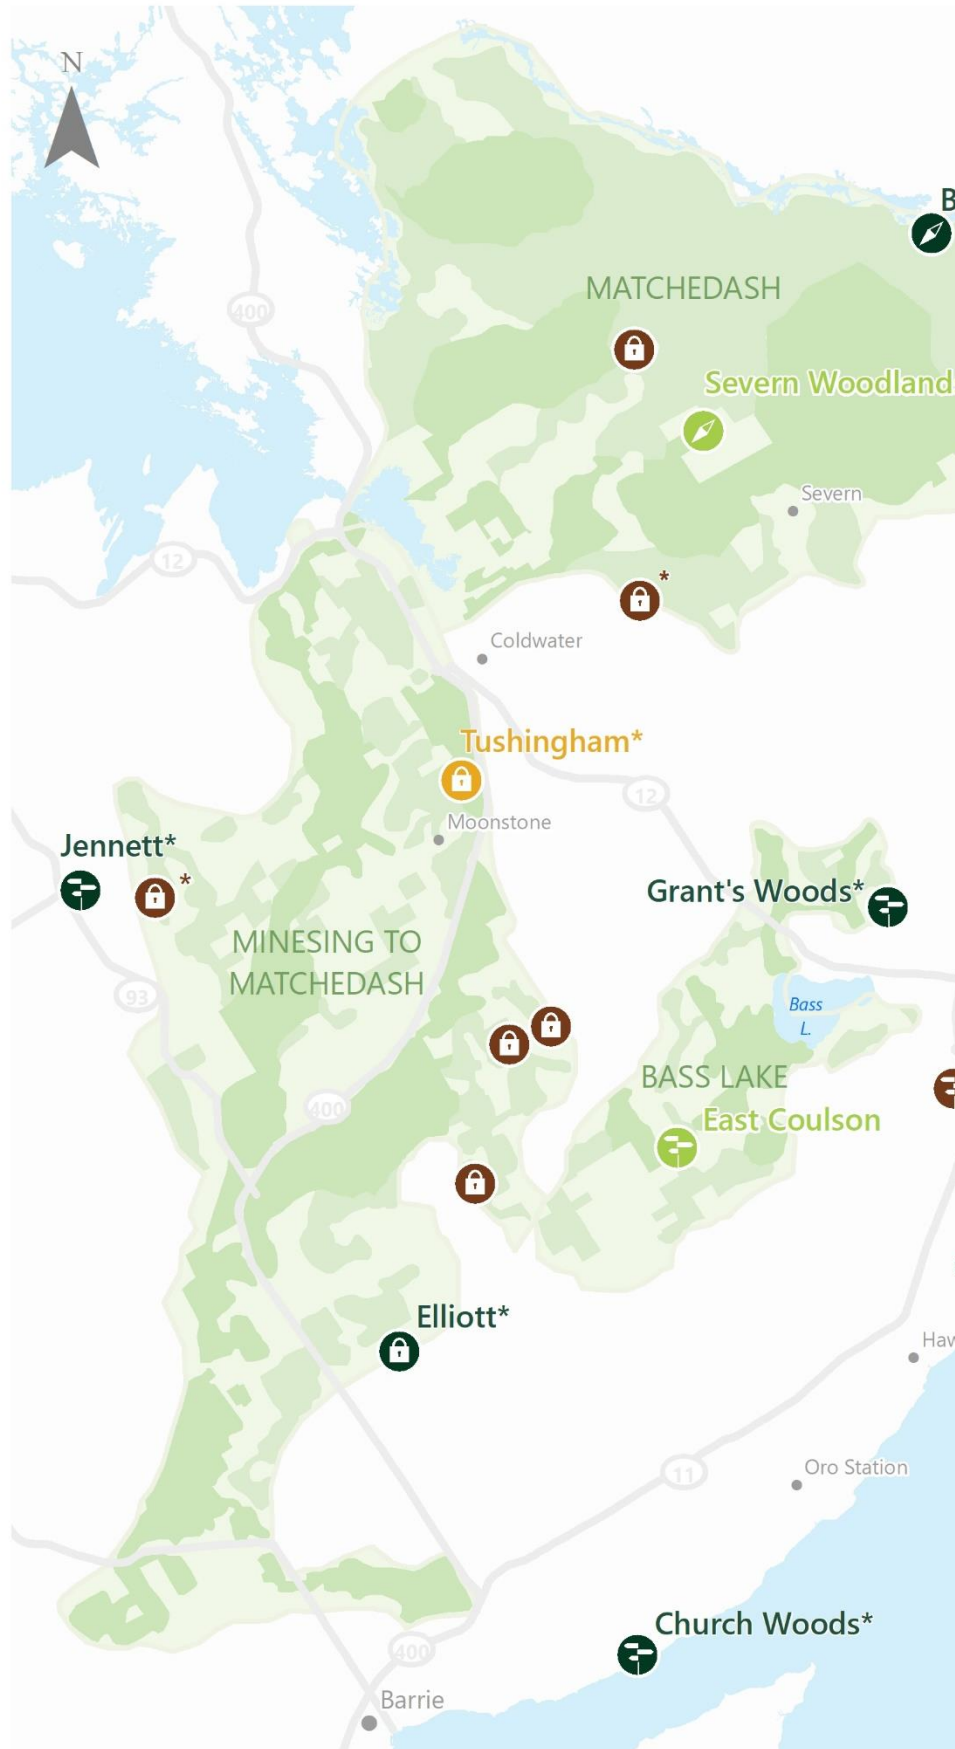 N
B
400
MATCHEDASH
Severn Woodland
Severn
12
*
Coldwater
Tushingham*
12
Moonstone
Jennett*
*
Grant's Woods*
MINESING TO
MATCHEDASH
93
Bass
L.
BASS LAKE
400
East Coulson
Elliott*
Haw
Oro Station
11
Church Woods*
400
Barrie